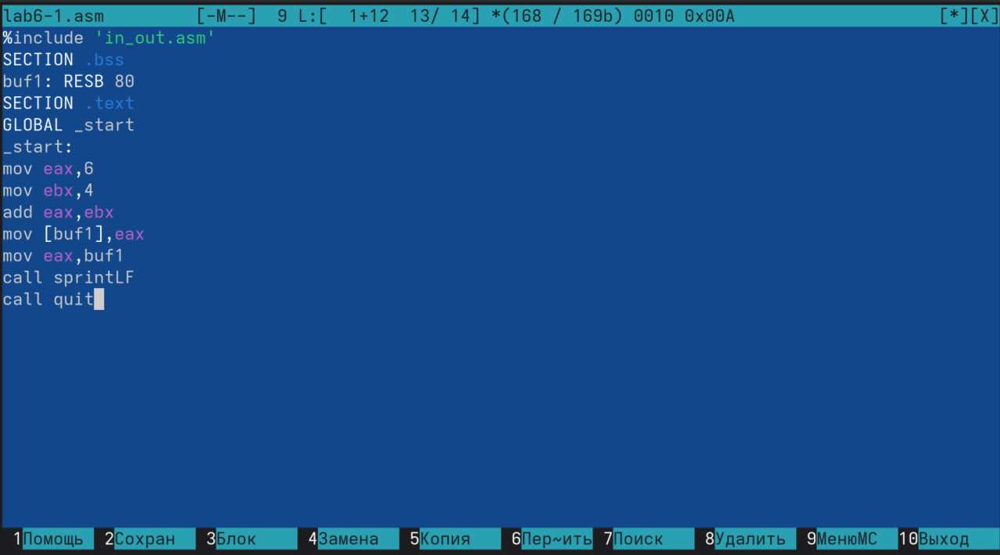 lab6-1.asm [-M--] 9 L:[ 1+12 13/ 14] *(168 / 169b) 0010 0x00A [*][X]
%include 'in_out.asm'
SECTION .bss
buf1: RESB 80
SECTION .text
GLOBAL _start
_start:
mov eax,6
mov ebx,4
add eax,ebx
mov [buf1],eax
mov eax,buf1
call sprintLF
call quit
1Помощь 2Сохран 3Блок 4Замена 5Копия 6Пер~ить 7Поиск 8Удалить 9МенюМС 10Выход